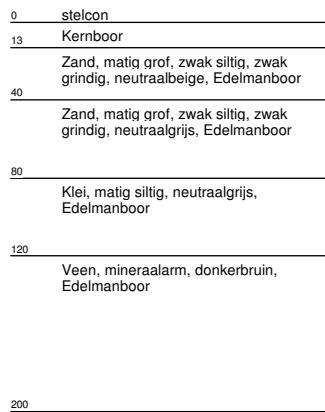 0 stelcon
13 Kernboor
Zand, matig grof, zwak siltig, zwak
grindig, neutraalbeige, Edelmanboor
40
Zand, matig grof, zwak siltig, zwak
grindig, neutraalgrijs, Edelmanboor
80
Klei, matig siltig, neutraalgrijs,
Edelmanboor
120
Veen, mineraalarm, donkerbruin,
Edelmanboor
200